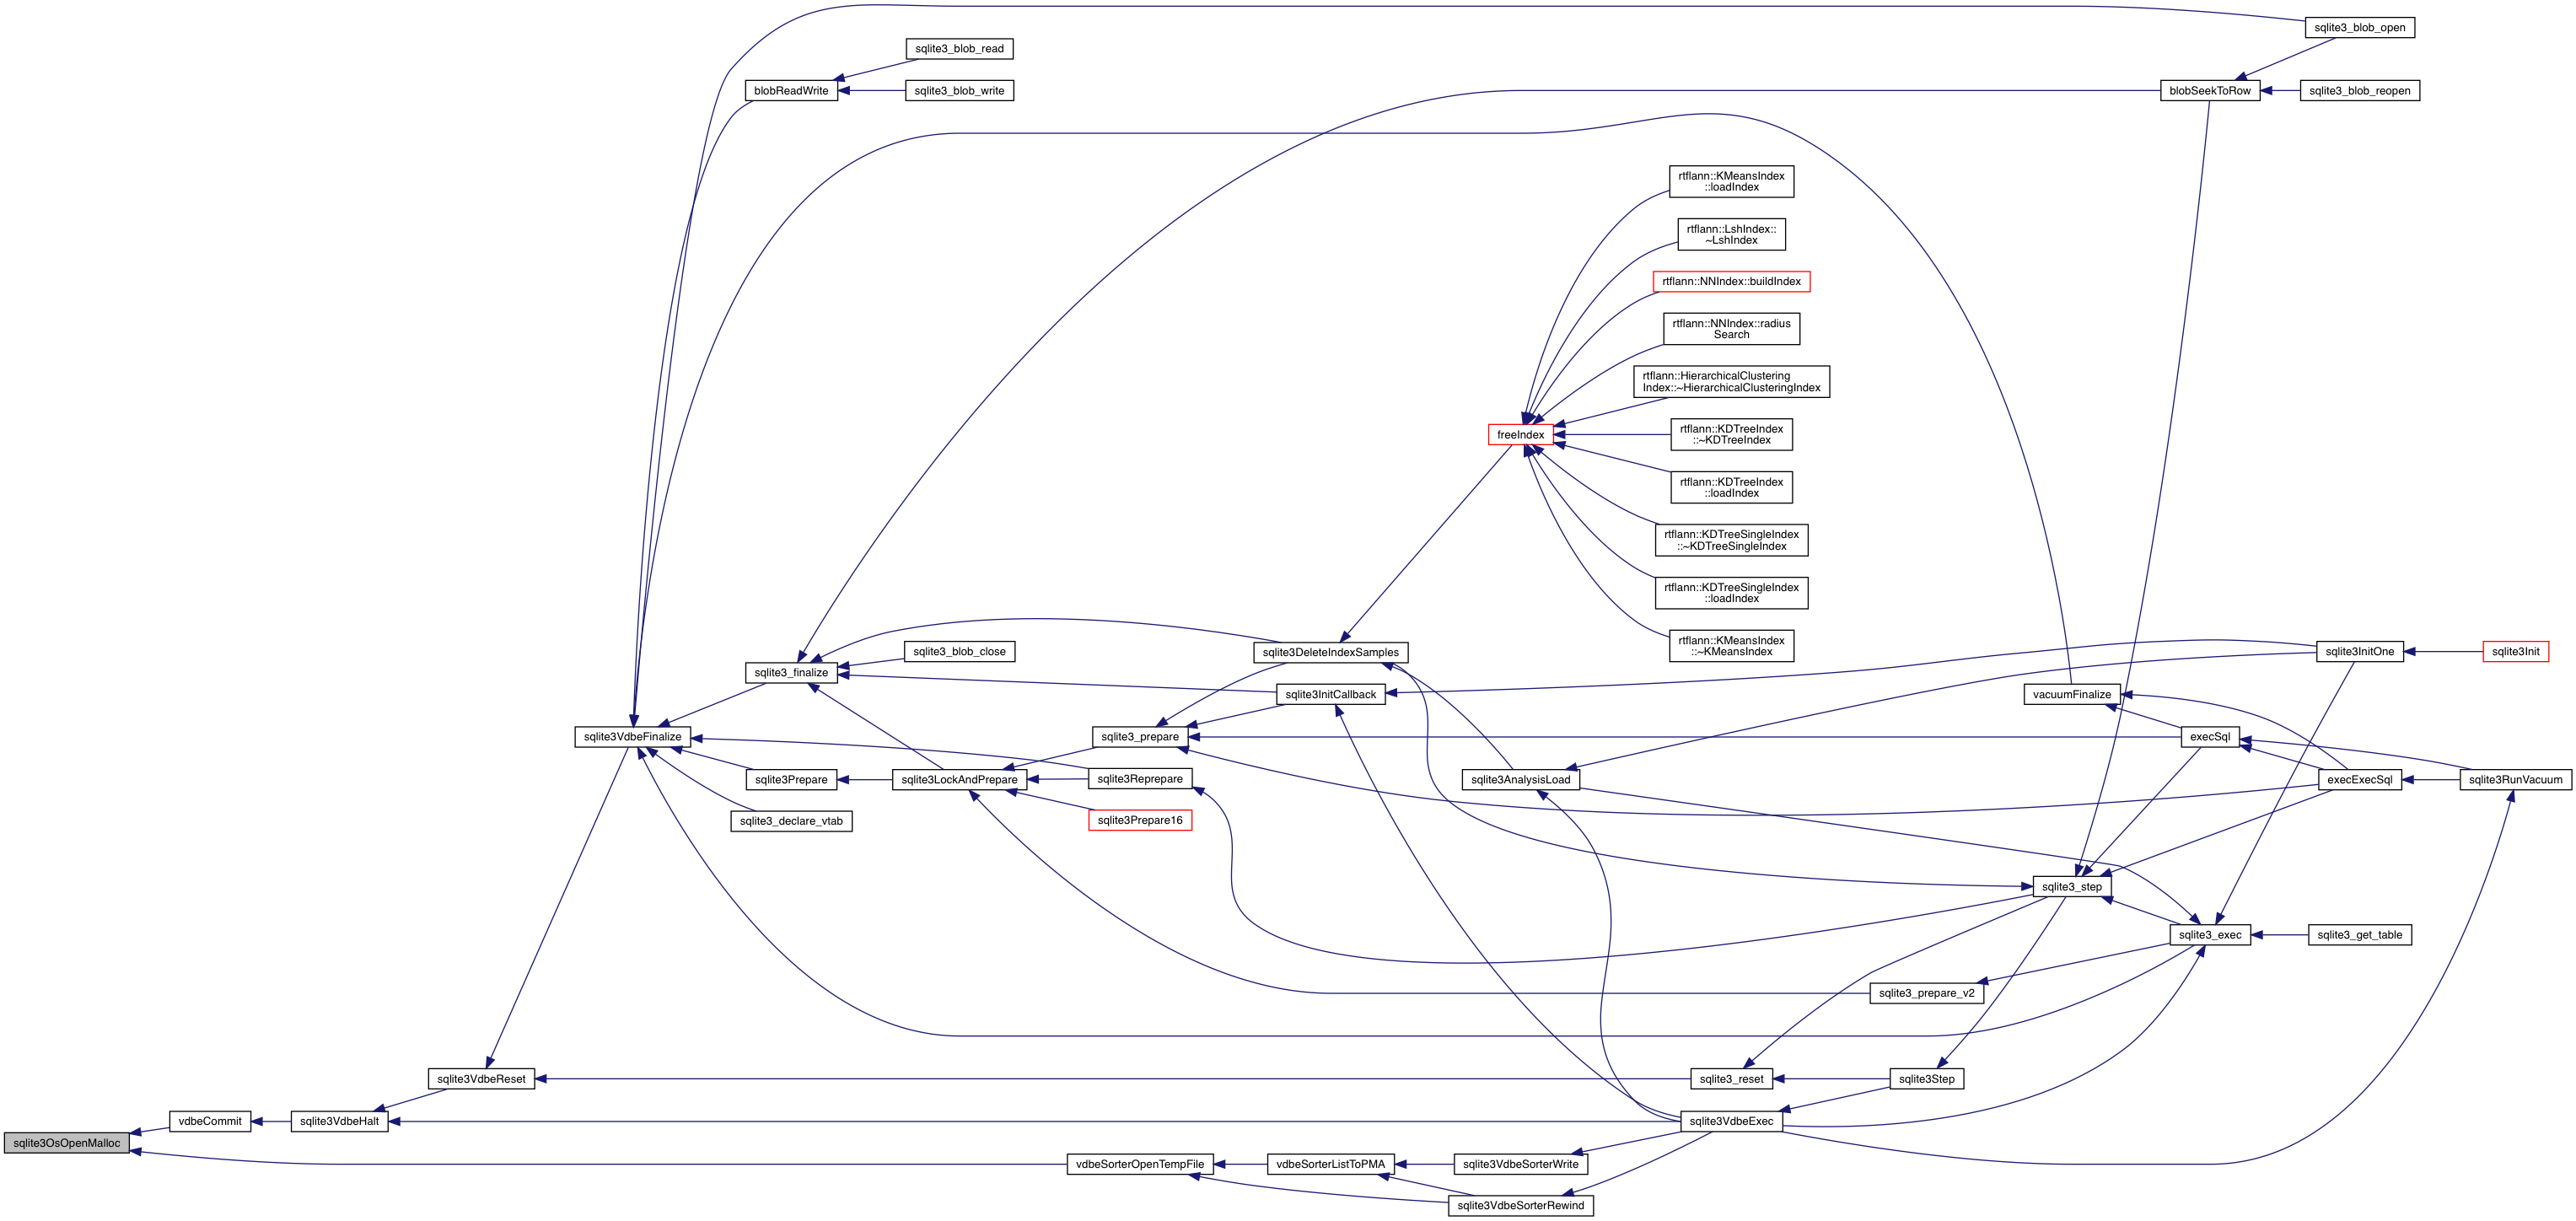 sqlite3_blob_open
sqlite3_blob_read
blobReadWrite
sqlite3_blob_write
blobSeekToRow
sqlite3_blob_reopen
rtflann::KMeansIndex
::loadIndex
rtflann::LshIndex::
~LshIndex
rtflann::NNIndex::buildIndex
rtflann::NNIndex::radius
Search
rtflann::HierarchicalClustering
Index::~HierarchicalClusteringIndex
freeIndex
rtflann::KDTreeIndex
::~KDTreeIndex
rtflann::KDTreeIndex
::loadIndex
rtflann::KDTreeSingleIndex
::~KDTreeSingleIndex
rtflann::KDTreeSingleIndex
::loadIndex
rtflann::KMeansIndex
::~KMeansIndex
sqlite3_blob_close
sqlite3DeleteIndexSamples
sqlite3InitOne
sqlite3Init
sqlite3_finalize
sqlite3InitCallback
vacuumFinalize
sqlite3VdbeFinalize
sqlite3_prepare
execSql
sqlite3Prepare
sqlite3LockAndPrepare
sqlite3Reprepare
sqlite3AnalysisLoad
execExecSql
sqlite3RunVacuum
sqlite3_declare_vtab
sqlite3Prepare16
sqlite3_step
sqlite3_exec
sqlite3_get_table
sqlite3_prepare_v2
sqlite3VdbeReset
sqlite3_reset
sqlite3Step
vdbeCommit
sqlite3VdbeHalt
sqlite3VdbeExec
sqlite3OsOpenMalloc
vdbeSorterOpenTempFile
vdbeSorterListToPMA
sqlite3VdbeSorterWrite
sqlite3VdbeSorterRewind